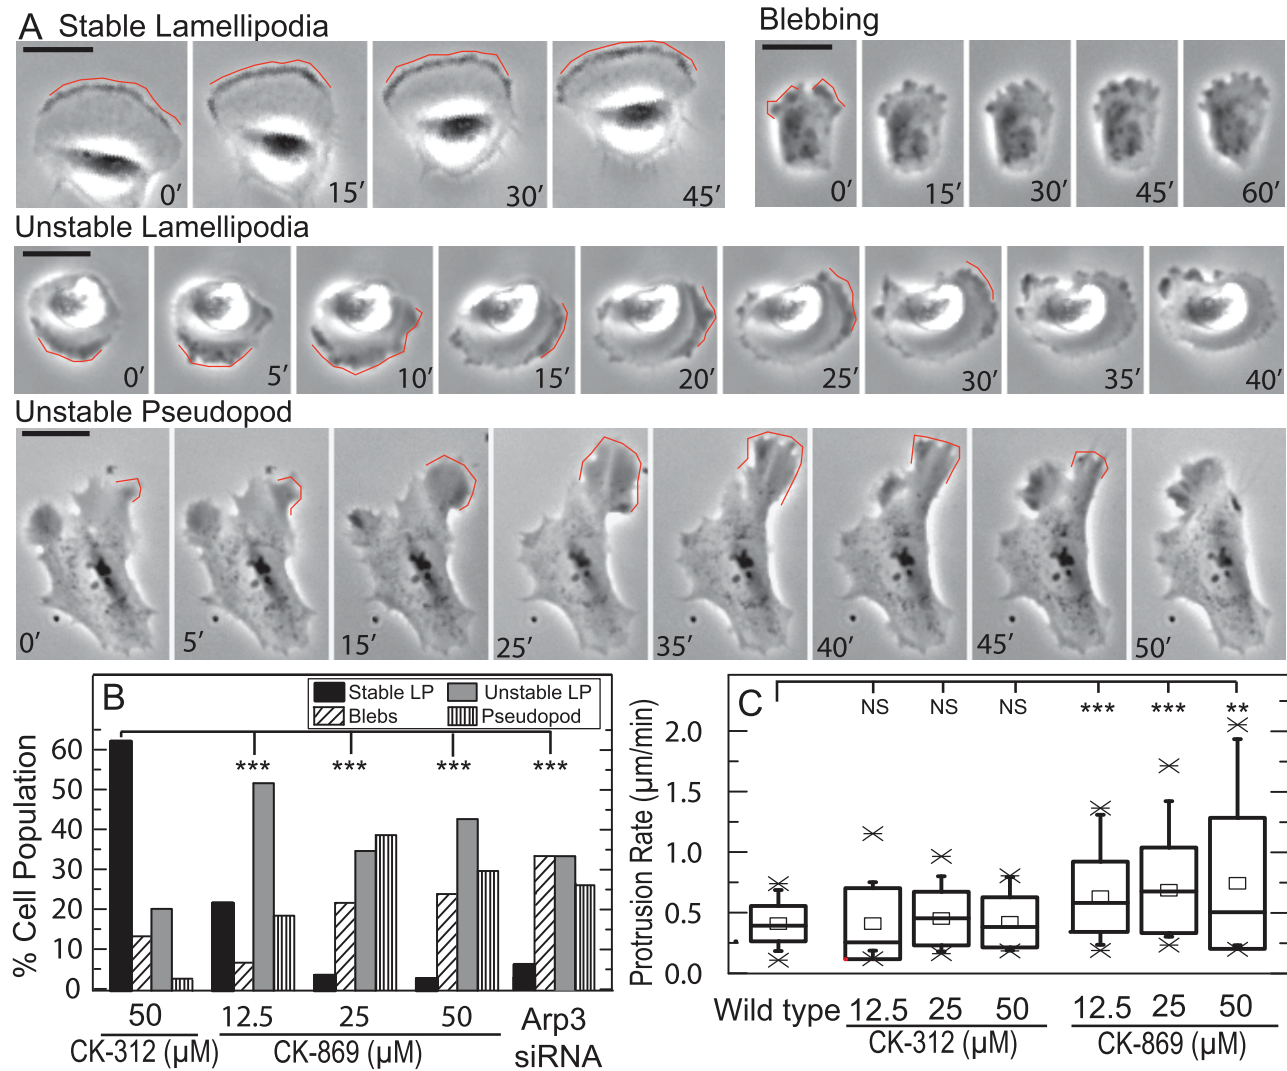 A Stable Lamellipodia
0′ 15′ 30′ 45′
Blebbing
0′ 15′ 30′ 45′ 60′
Unstable Lamellipodia
0′ 5′ 10′ 15′ 20′ 25′ 30′ 35′ 40′
Unstable Pseudopod
0′ 5′ 15′ 25′ 35′ 40′ 45′ 50′
B
Stable LP Unstable LP
Blebs Pseudopod
*** *** *** ***
% Cell Population
60
50
40
30
20
10
0
50 12.5 25 50 Arp3
CK-312 (µM) CK-869 (µM) siRNA
C
NS NS NS *** *** **
Protrusion Rate (µm/min)
2.0
1.5
1.0
0.5
0.0
Wild type 12.5 25 50 12.5 25 50
CK-312 (µM) CK-869 (µM)